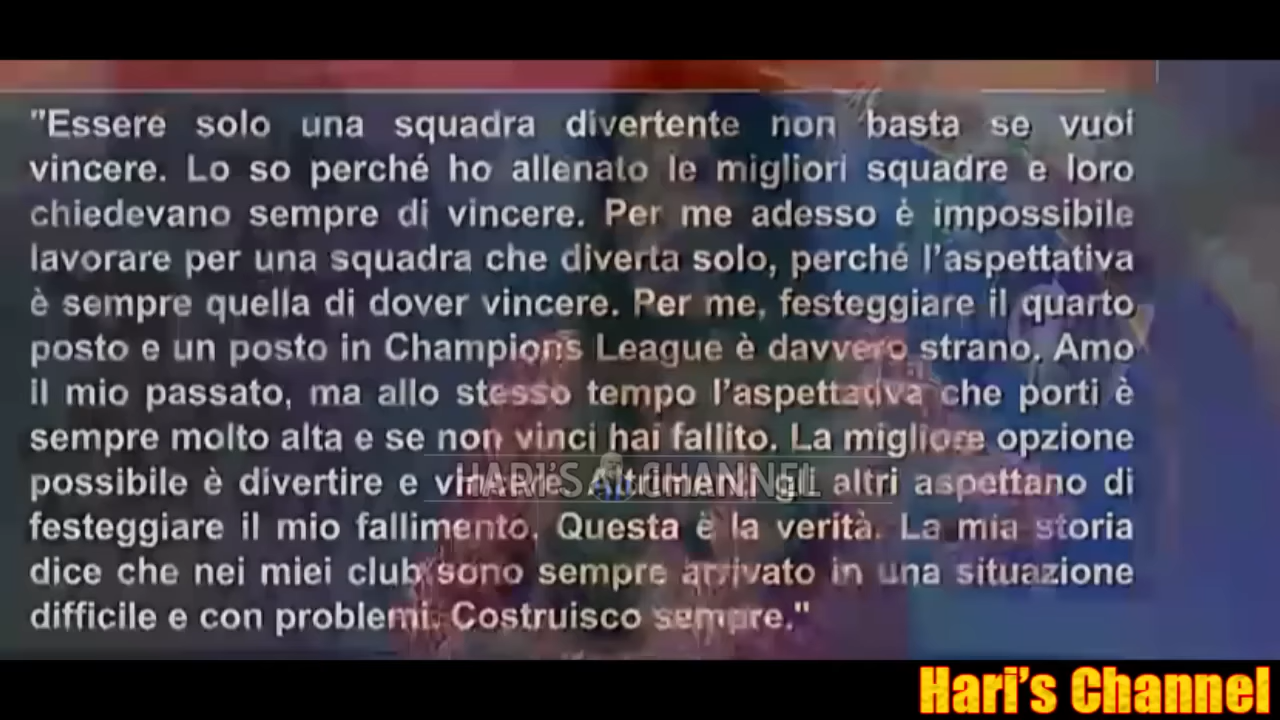 "Essere solo una squadra divertente non basta se vuoi
vincere. Lo so perché ho allenato le migliori squadre e loro
chiedevano sempre di vincere. Per me adesso è impossibile
lavorare per una squadra che diverta solo, perché l'aspettativa
è sempre quella di dover vincere. Per me, festeggiare il quarto
posto e un posto in Champions League è davvero strano. Amo
il mio passato, ma allo stesso tempo l'aspettativa che porti è
sempre molto alta e se non vinci hai fallito. La migliore opzione
possibile è divertire e vincere. Altrimenti gli altri aspettano di
HARI'S CHANNEL
festeggiare il mio fallimento. Questa è la verità. La mia storia
dice che nei miei club sono sempre arrivato in una situazione
difficile e con problemi. Costruisco sempre."
Hari's Channel